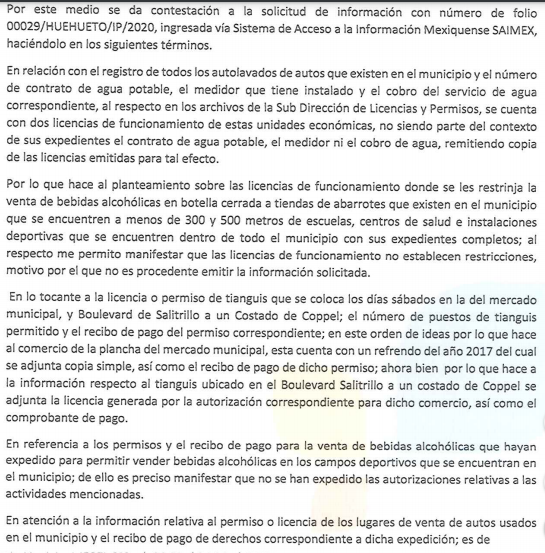 Por este medio se da contestación a la solicitud de información con número de folio
00029/HUEHUETO/IP/2020, ingresada vía Sistema de Acceso a la Información Mexiquense SAIMEX,
haciéndolo en los siguientes términos.
En relación con el registro de todos los autolavados de autos que existen en el municipio y el número
de contrato de agua potable, el medidor que tiene instalado y el cobro del servicio de agua
correspondiente, al respecto en los archivos de la Sub Dirección de Licencias y Permisos, se cuenta
con dos licencias de funcionamiento de estas unidades económicas, no siendo parte del contexto
de sus expedientes el contrato de agua potable, el medidor ni el cobro de agua, remitiendo copia
de las licencias emitidas para tal efecto.
Por lo que hace al planteamiento sobre las licencias de funcionamiento donde se les restrinja la
venta de bebidas alcohólicas en botella cerrada a tiendas de abarrotes que existen en el municipio
que se encuentren a menos de 300 y 500 metros de escuelas, centros de salud e instalaciones
deportivas que se encuentren dentro de todo el municipio con sus expedientes completos; al
respecto me permito manifestar que las licencias de funcionamiento no establecen restricciones,
motivo por el que no es procedente emitir la información solicitada.
En lo tocante a la licencia o permiso de tianguis que se coloca los días sábados en la del mercado
municipal, y Boulevard de Salitrillo a un Costado de Coppel; el número de puestos de tianguis
permitido y el recibo de pago del permiso correspondiente; en este orden de ideas por lo que hace
al comercio de la plancha del mercado municipal, esta cuenta con un refrendo del año 2017 del cual
se adjunta copia simple, así como el recibo de pago de dicho permiso; ahora bien por lo que hace a
la información respecto al tianguis ubicado en el Boulevard Salitrillo a un costado de Coppel se
adjunta la licencia generada por la autorización correspondiente para dicho comercio, así como el
comprobante de pago.
En referencia a los permisos y el recibo de pago para la venta de bebidas alcohólicas que hayan
expedido para permitir vender bebidas alcohólicas en los campos deportivos que se encuentran en
el municipio; de ello es preciso manifestar que no se han expedido las autorizaciones relativas a las
actividades mencionadas.
En atención a la información relativa al permiso o licencia de los lugares de venta de autos usados
en el municipio y el recibo de pago de derechos correspondiente a dicha expedición; es de